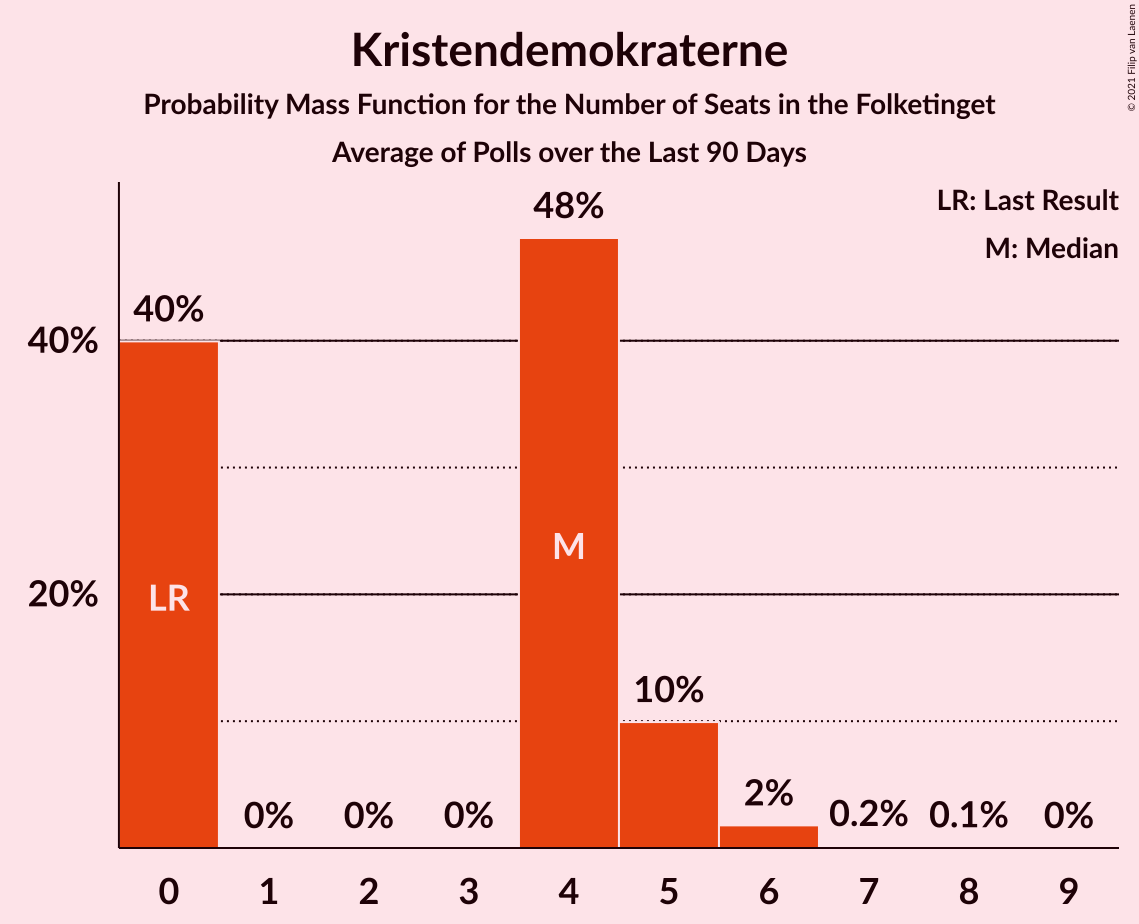 Kristendemokraterne
Probability Mass Function for the Number of Seats in the Folketinget
Average of Polls over the Last 90 Days
© 2021 Filip van Laenen
LR: Last Result
M: Median
48%
40%
40%
M
20%
LR
10%
2%
0%
0%
0%
0.2%
0.1%
0%
0
1
2
3
4
5
6
7
8
9